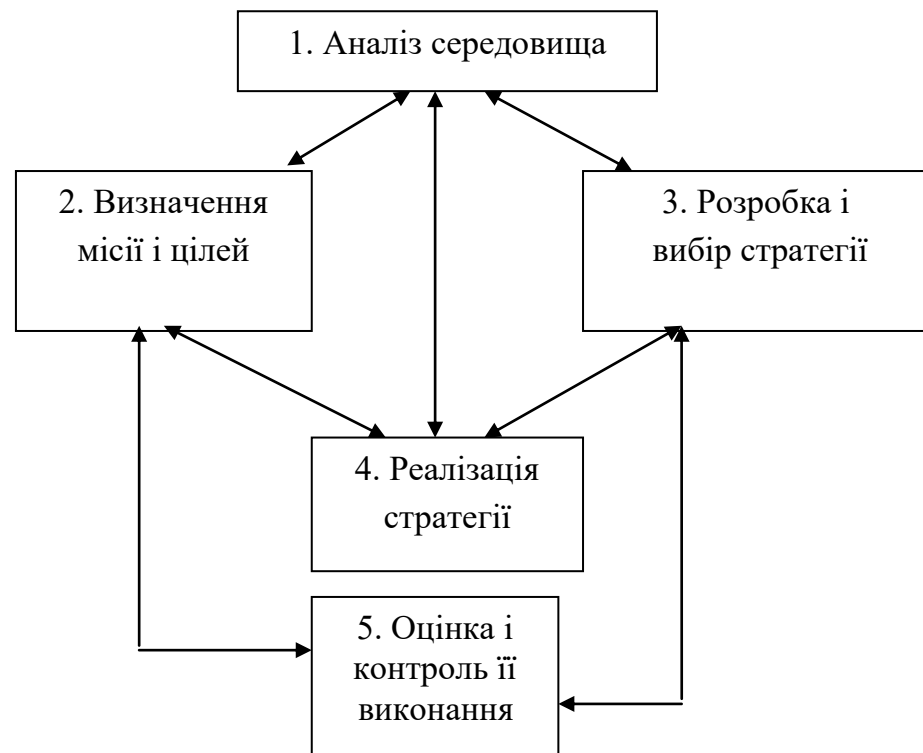 1. Аналіз середовища
2. Визначення
місії і цілей
3. Розробка і
вибір стратегії
4. Реалізація
стратегії
5. Оцінка і
контроль її
виконання